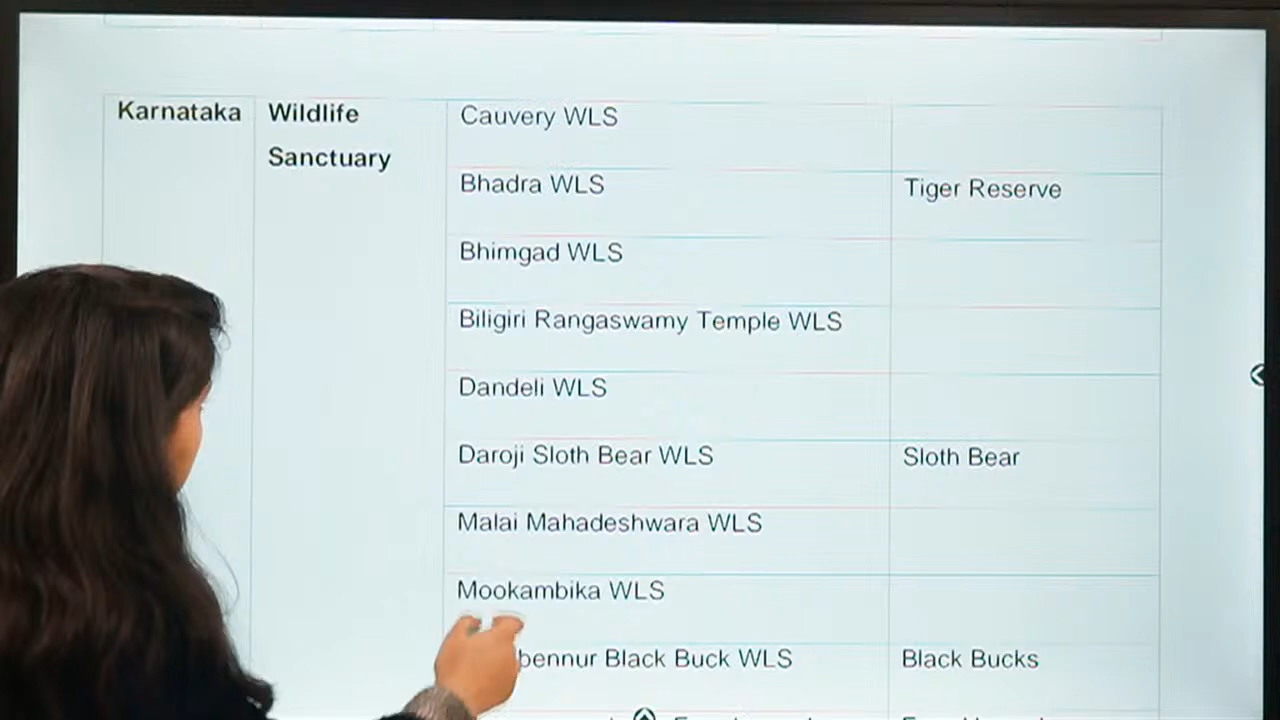 Karnataka Wildlife Sanctuary Cauvery WLS
Bhadra WLS Tiger Reserve
Bhimgad WLS
Biligiri Rangaswamy Temple WLS
Dandeli WLS
Daroji Sloth Bear WLS Sloth Bear
Malai Mahadeshwara WLS
Mookambika WLS
Black Buck WLS Black Bucks